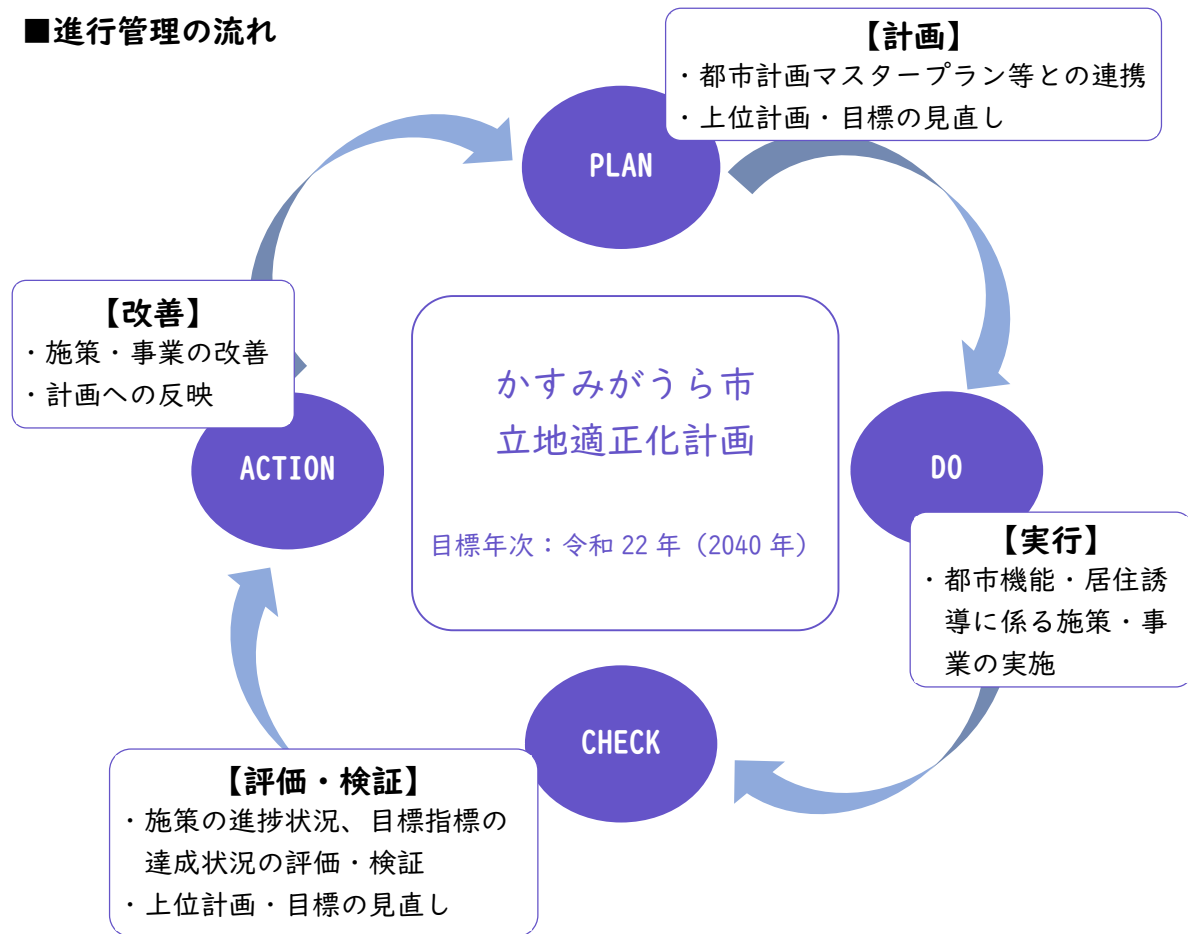 ■進行管理の流れ
【計画】
・都市計画マスタープラン等との連携
・上位計画・目標の見直し
PLAN
【改善】
・施策・事業の改善
・計画への反映
ACTION
かすみがうら市
立地適正化計画
目標年次：令和 22 年（2040 年）
DO
【実行】
・都市機能・居住誘
導に係る施策・事
業の実施
CHECK
【評価・検証】
・施策の進捗状況、目標指標の
達成状況の評価・検証
・上位計画・目標の見直し